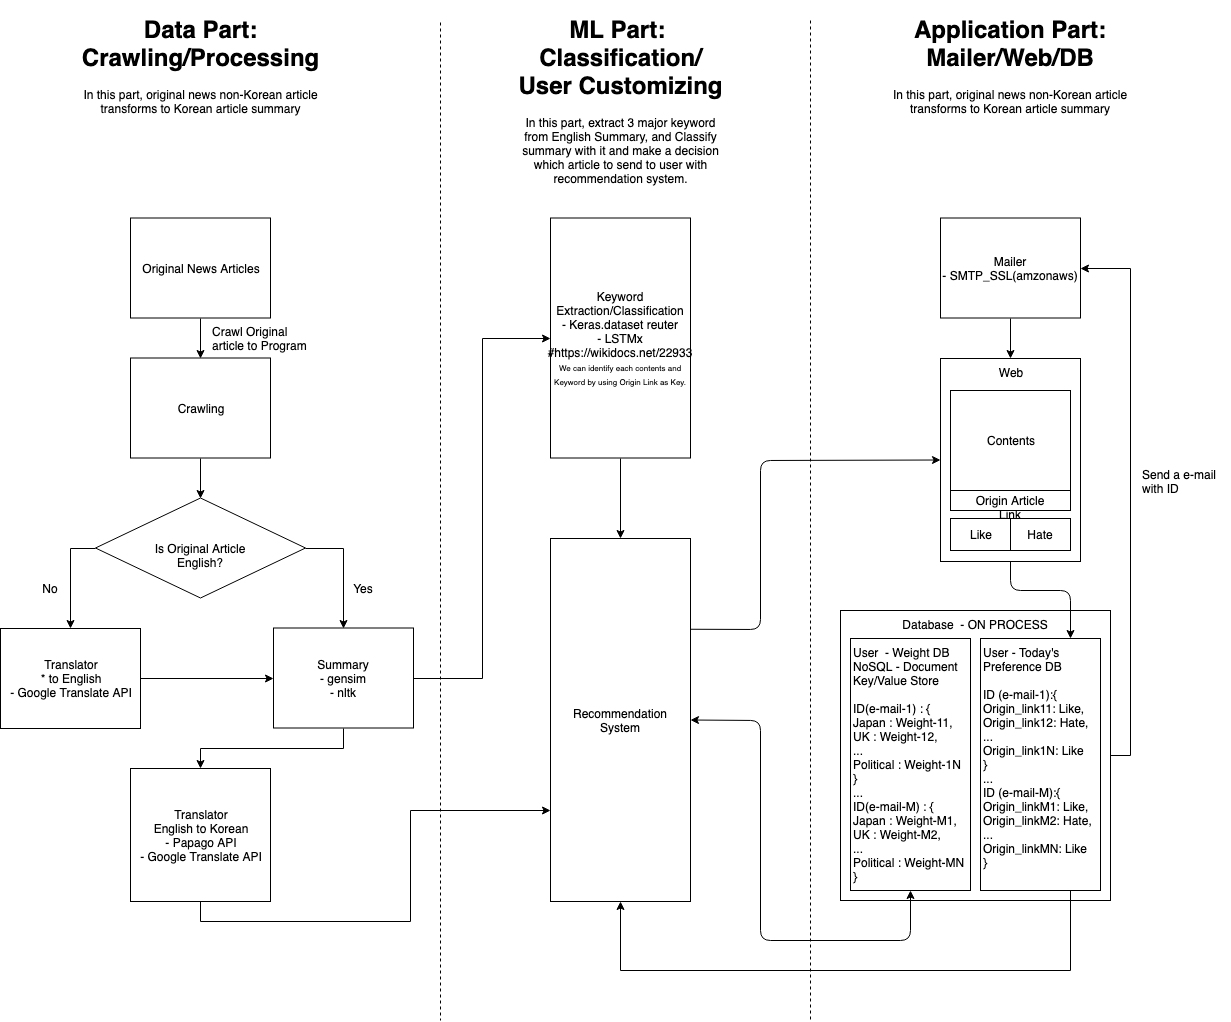 Data Part:
Crawling/Processing
In this part, original news non-Korean article
transforms to Korean article summary
Original News Articles
Crawl Original
article to Program
Crawling
Is Original Article
English?
No
Yes
Translator
* to English
- Google Translate API
Summary
- gensim
- nltk
Translator
English to Korean
- Papago API
- Google Translate API
ML Part:
Classification/
User Customizing
In this part, extract 3 major keyword
from English Summary, and Classify
summary with it and make a decision
which article to send to user with
recommendation system.
Keyword
Extraction/Classification
- Keras.dataset reuter
- LSTMx
#https://wikidocs.net/22933
We can identify each contents and
Keyword by using Origin Link as Key.
Recommendation
System
Application Part:
Mailer/Web/DB
In this part, original news non-Korean article
transforms to Korean article summary
Mailer
- SMTP_SSL(amzonaws)
Web
Contents
Origin Article
Link
Like
Hate
Send a e-mail
with ID
Database - ON PROCESS
User - Weight DB
NoSQL - Document
Key/Value Store
ID(e-mail-1) : {
Japan : Weight-11,
UK : Weight-12,
...
Political : Weight-1N
}
...
ID(e-mail-M) : {
Japan : Weight-M1,
UK : Weight-M2,
...
Political : Weight-MN
}
User - Today's
Preference DB
ID (e-mail-1):{
Origin_link11: Like,
Origin_link12: Hate,
...
Origin_link1N: Like
}
...
ID (e-mail-M):{
Origin_linkM1: Like,
Origin_linkM2: Hate,
...
Origin_linkMN: Like
}